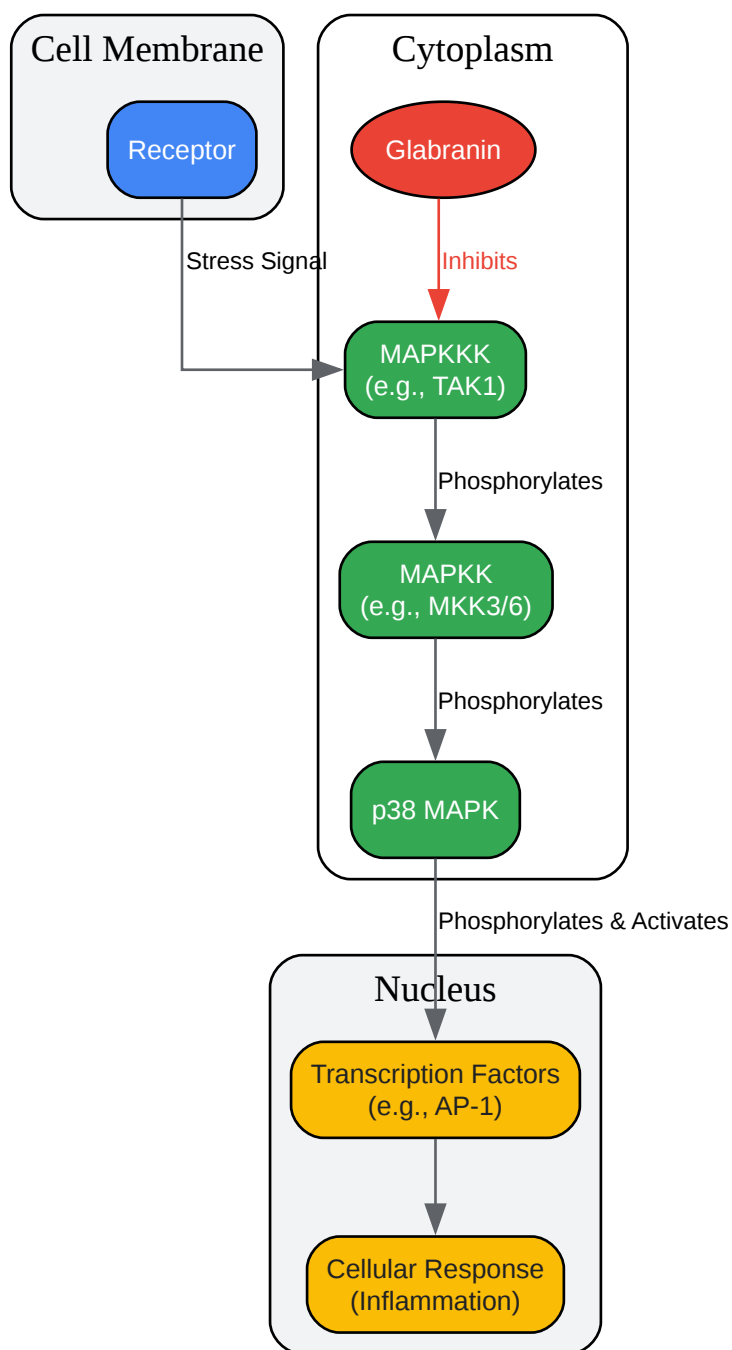 Cell Membrane
Cytoplasm
Receptor
Glabranin
Stress Signal
Inhibits
MAPKKK
(e.g., TAK1)
Phosphorylates
MAPKK
(e.g., MKK3/6)
Phosphorylates
p38 MAPK
Phosphorylates & Activates
Nucleus
Transcription Factors
(e.g., AP-1)
Cellular Response
(Inflammation)